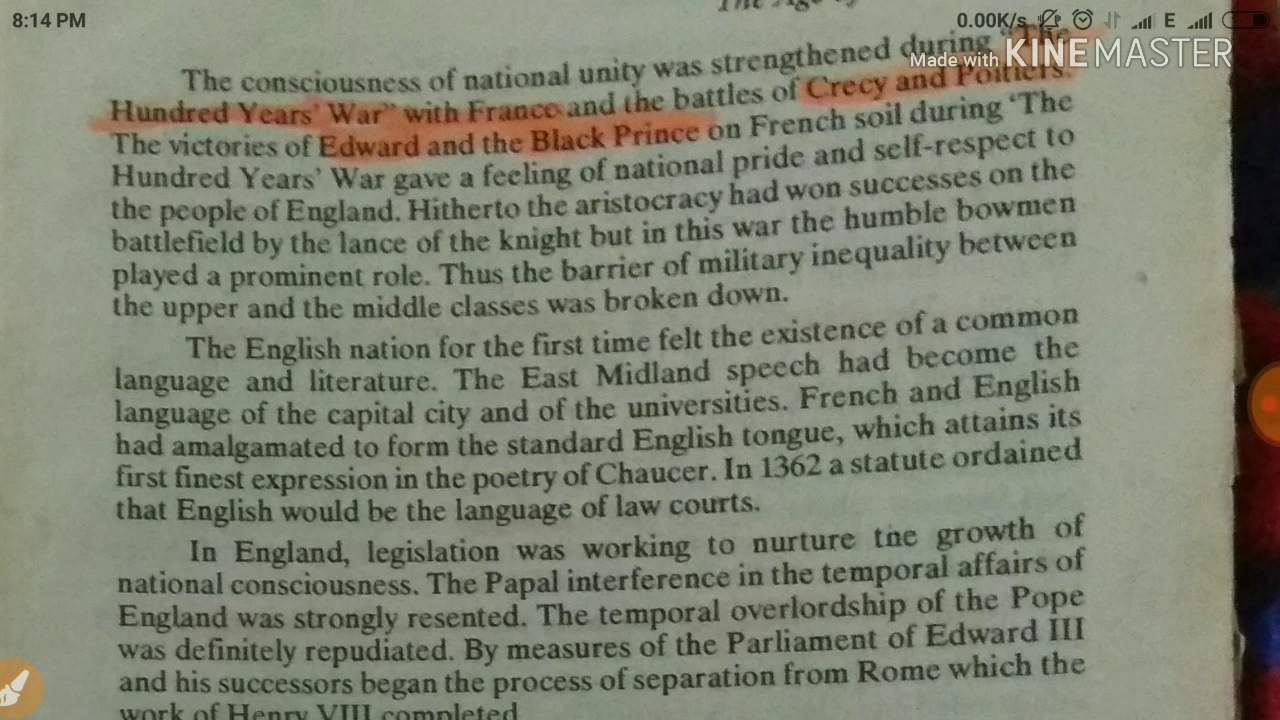 8:14 PM 0.00K/s E
The Age
Made with KINEMASTER
The consciousness of national unity was strengthened during "The
Hundred Years' War" with France and the battles of Crecy and Poitiers.
The victories of Edward and the Black Prince on French soil during 'The
Hundred Years' War gave a feeling of national pride and self-respect to
the people of England. Hitherto the aristocracy had won successes on the
battlefield by the lance of the knight but in this war the humble bowmen
played a prominent role. Thus the barrier of military inequality between
the upper and the middle classes was broken down.
The English nation for the first time felt the existence of a common
language and literature. The East Midland speech had become the
language of the capital city and of the universities. French and English
had amalgamated to form the standard English tongue, which attains its
first finest expression in the poetry of Chaucer. In 1362 a statute ordained
that English would be the language of law courts.
In England, legislation was working to nurture the growth of
national consciousness. The Papal interference in the temporal affairs of
England was strongly resented. The temporal overlordship of the Pope
was definitely repudiated. By measures of the Parliament of Edward III
and his successors began the process of separation from Rome which the
work of Henry VIII completed